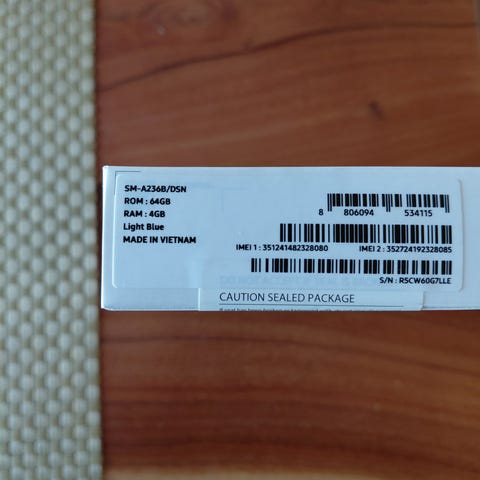 SM-A236B/DSN
ROM : 64GB
RAM : 4GB
Light Blue
MADE IN VIETNAM
8 806094 534115
IMEI 1 : 351241482328080 IMEI 2 : 352724192328085
S/N : R5CW60G7LLE
CAUTION SEALED PACKAGE